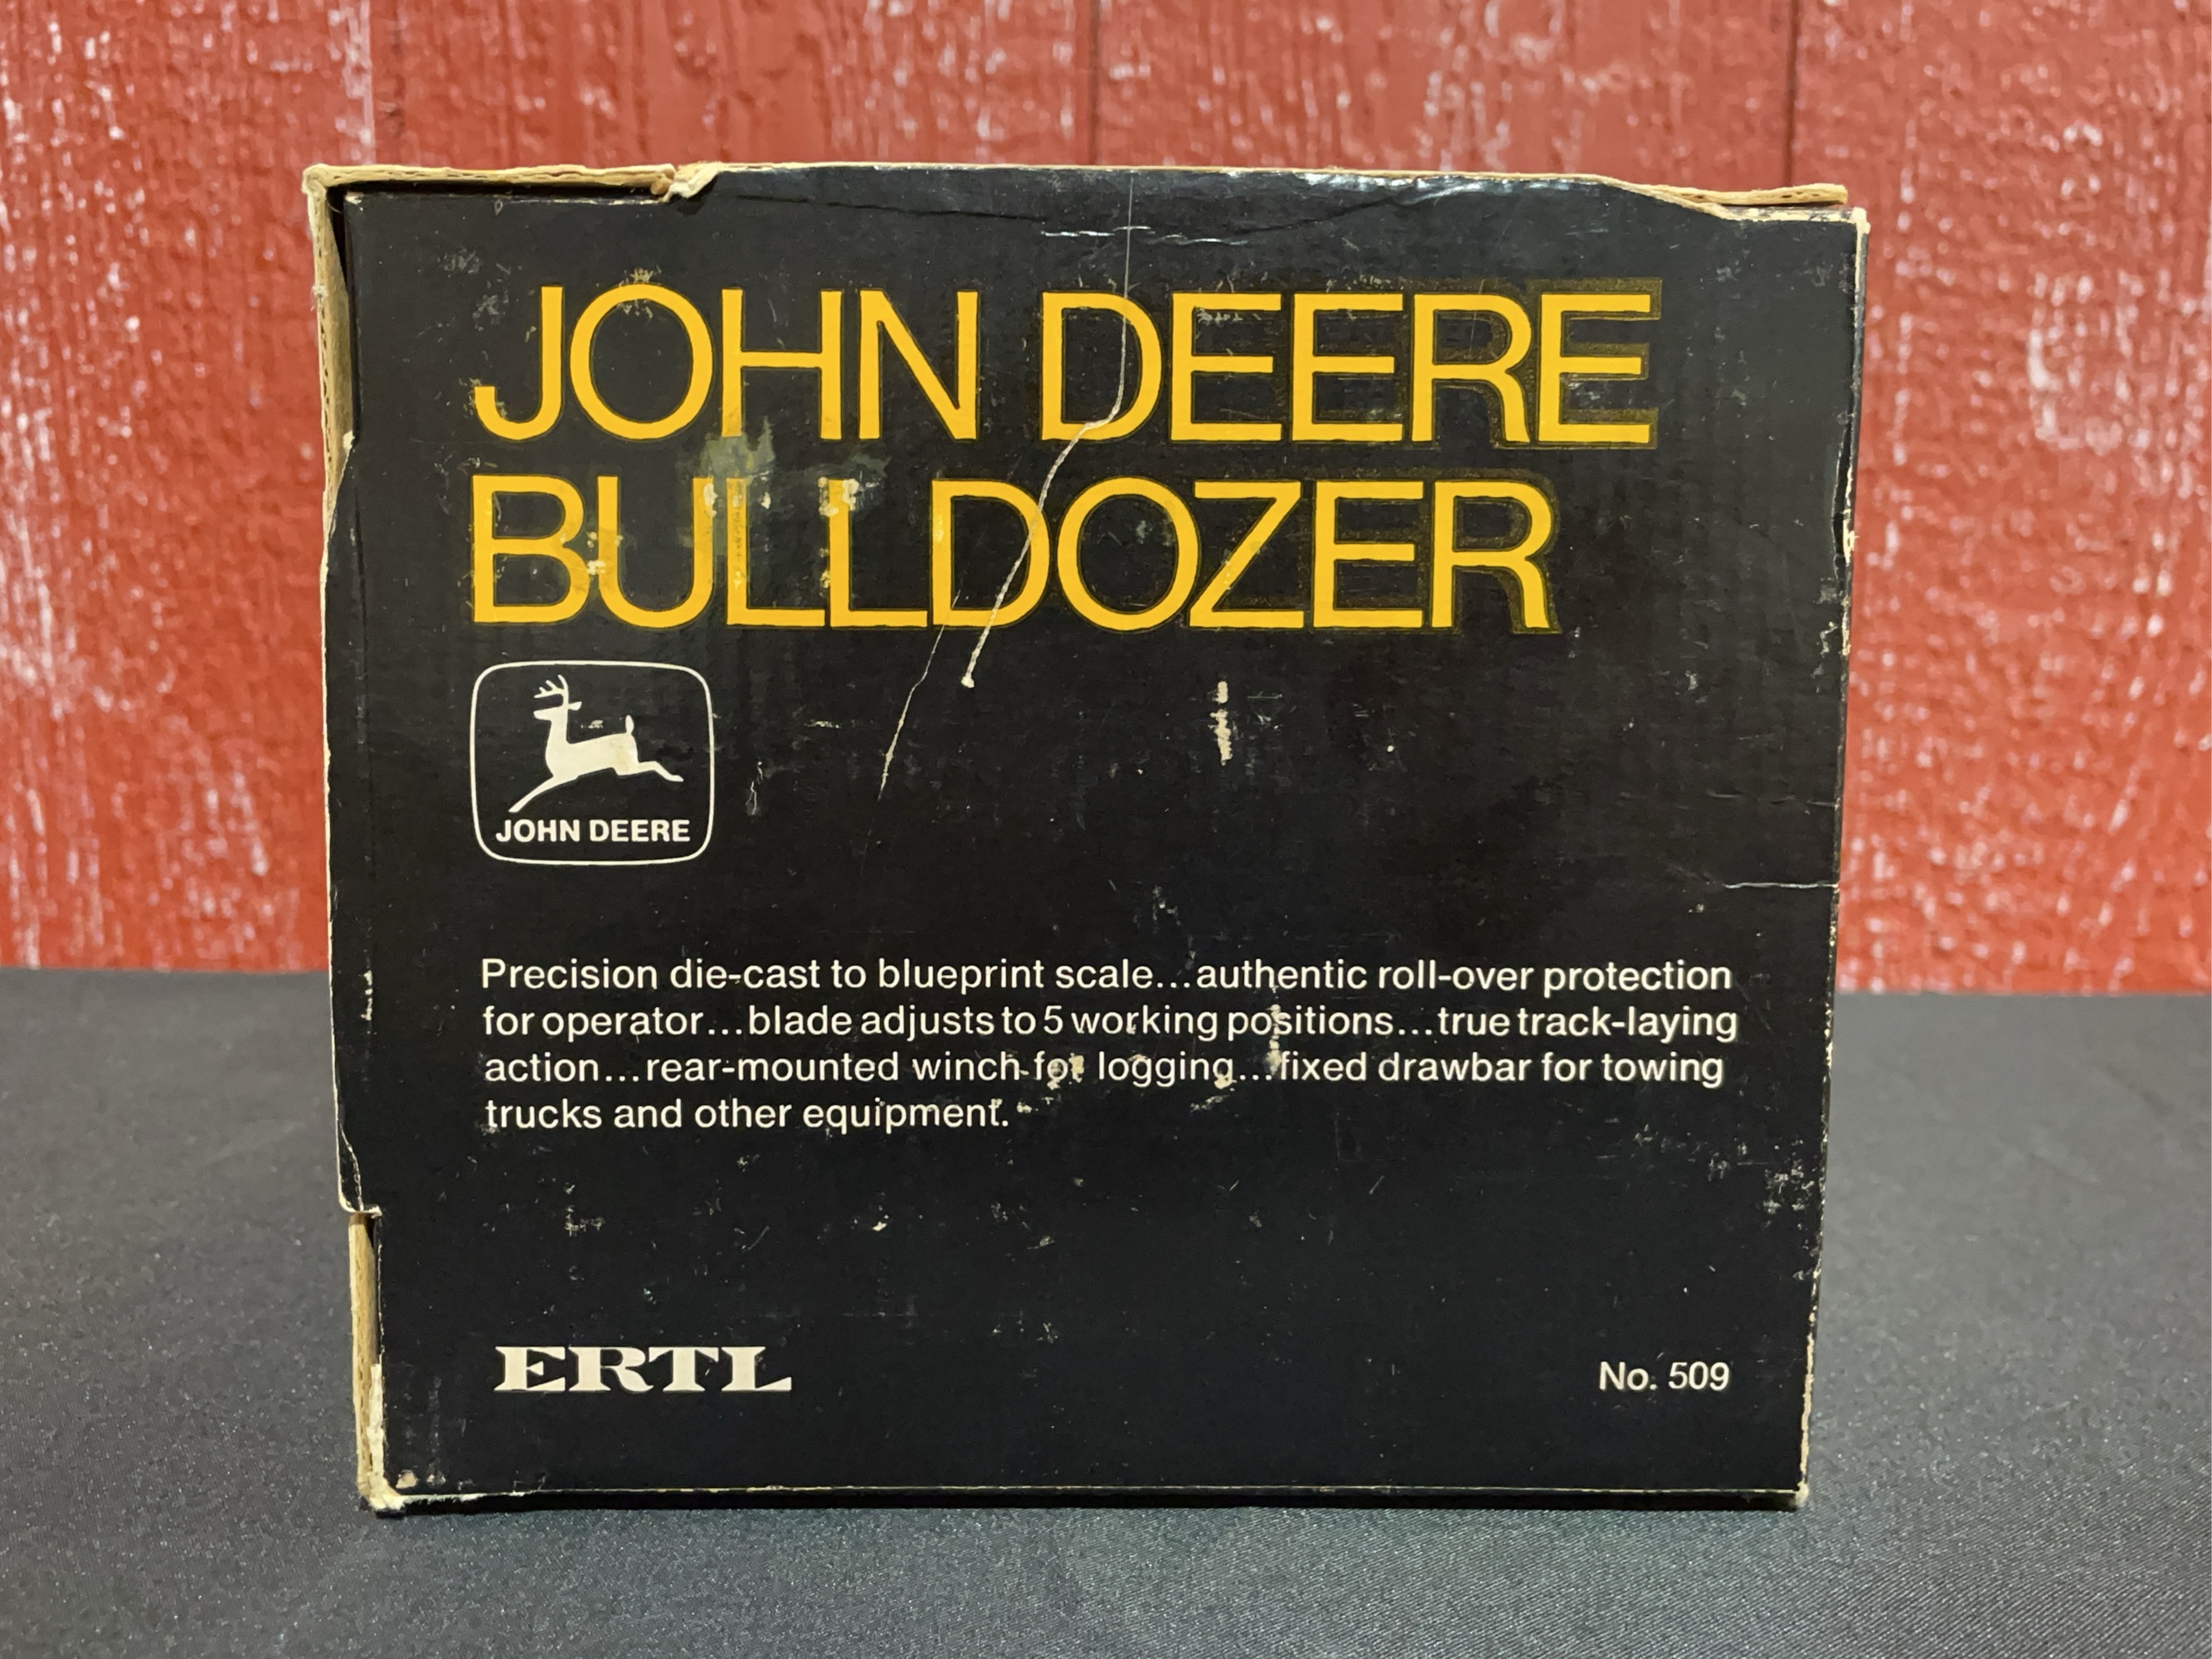 JOHN DEERE
BULLDOZER
JOHN DEERE
Precision die-cast to blueprint scale...authentic roll-over protection
for operator...blade adjusts to 5 working positions...true track-laying
action...rear-mounted winch for logging...fixed drawbar for towing
trucks and other equipment.
ERTL
No. 509